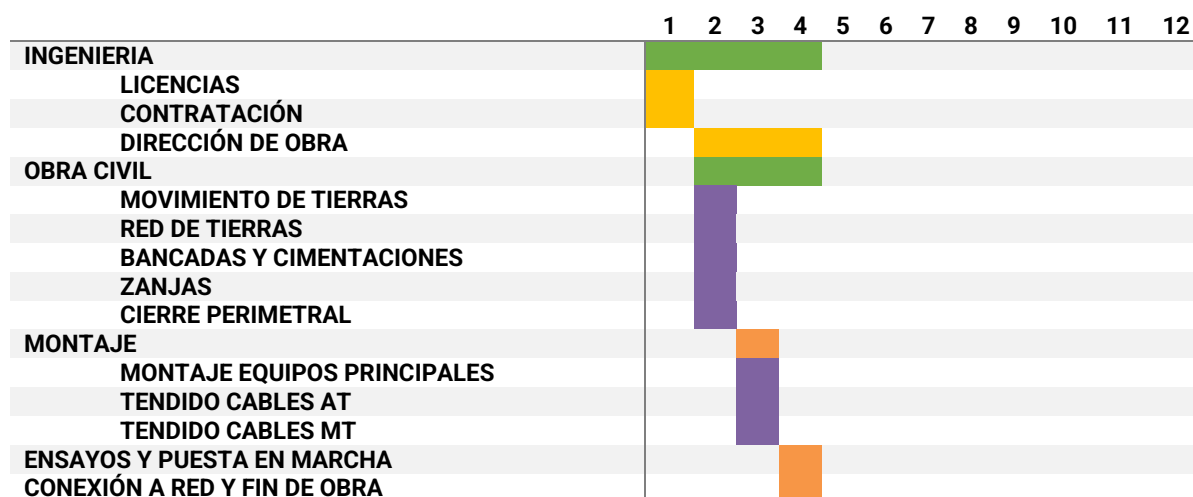 1 2 3 4 5 6 7 8 9 10 11 12
INGENIERIA
LICENCIAS
CONTRATACIÓN
DIRECCIÓN DE OBRA
OBRA CIVIL
MOVIMIENTO DE TIERRAS
RED DE TIERRAS
BANCADAS Y CIMENTACIONES
ZANJAS
CIERRE PERIMETRAL
MONTAJE
MONTAJE EQUIPOS PRINCIPALES
TENDIDO CABLES AT
TENDIDO CABLES MT
ENSAYOS Y PUESTA EN MARCHA
CONEXIÓN A RED Y FIN DE OBRA